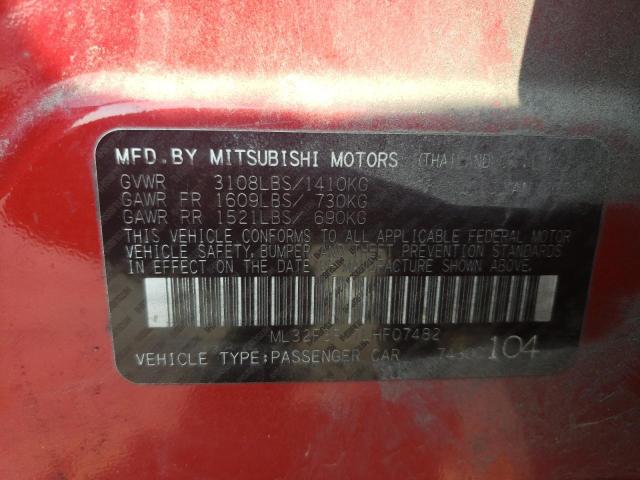 MFD.BY MITSUBISHI MOTORS (THAILAND
GVWR 3108LBS/1410KG
GAWR FR 1609LBS/ 730KG
GAWR RR 1521LBS/ 690KG
THIS VEHICLE CONFORMS TO ALL APPLICABLE FEDERAL MOTOR
VEHICLE SAFETY, BUMPER AND THEFT PREVENTION STANDARDS
IN EFFECT ON THE DATE OF MANUFACTURE SHOWN ABOVE.
VEHICLE TYPE:PASSENGER CAR 104